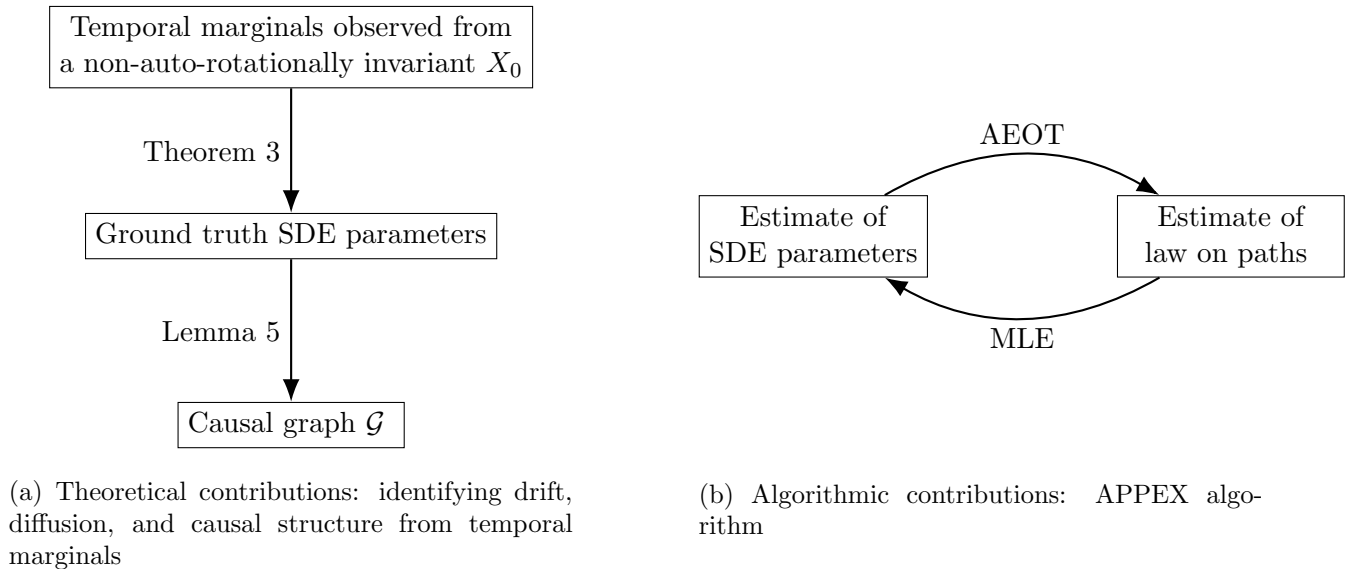 Temporal marginals observed from
a non-auto-rotationally invariant X₀
Theorem 3
Ground truth SDE parameters
Lemma 5
Causal graph 𝒢
(a) Theoretical contributions: identifying drift,
diffusion, and causal structure from temporal
marginals
AEOT
Estimate of
SDE parameters
Estimate of
law on paths
MLE
(b) Algorithmic contributions: APPEX algo-
rithm